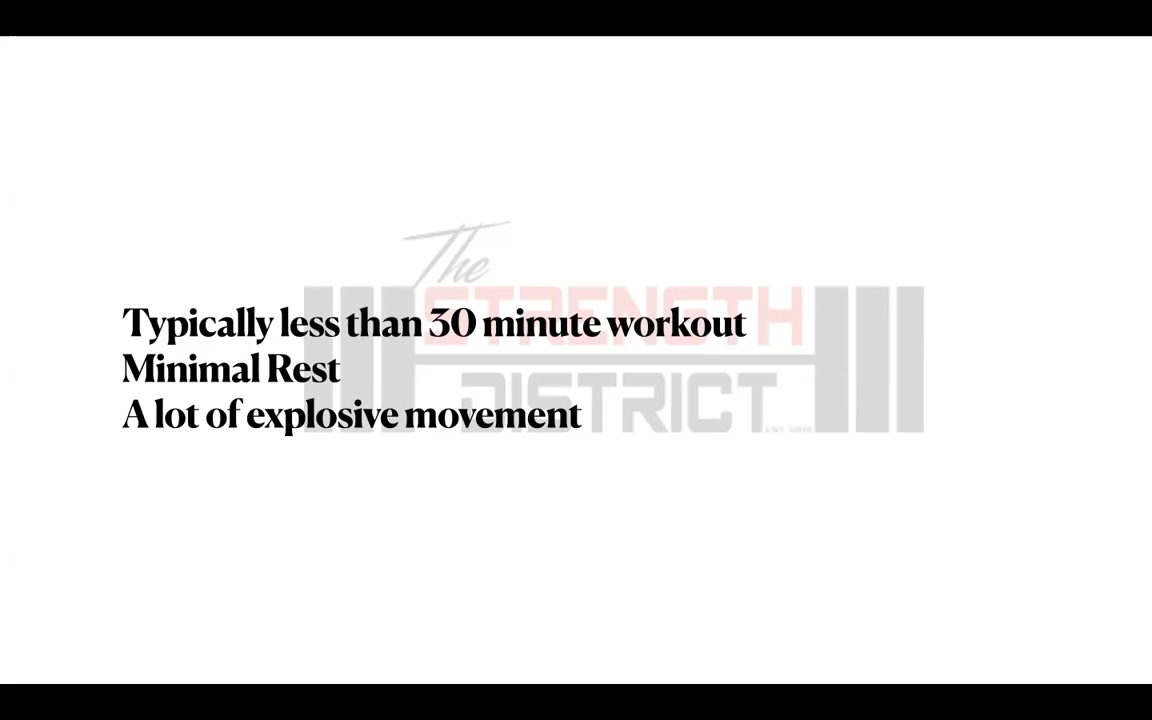 The
STRENGTH
Typically less than 30 minute workout
Minimal Rest
DISTRICT
A lot of explosive movement